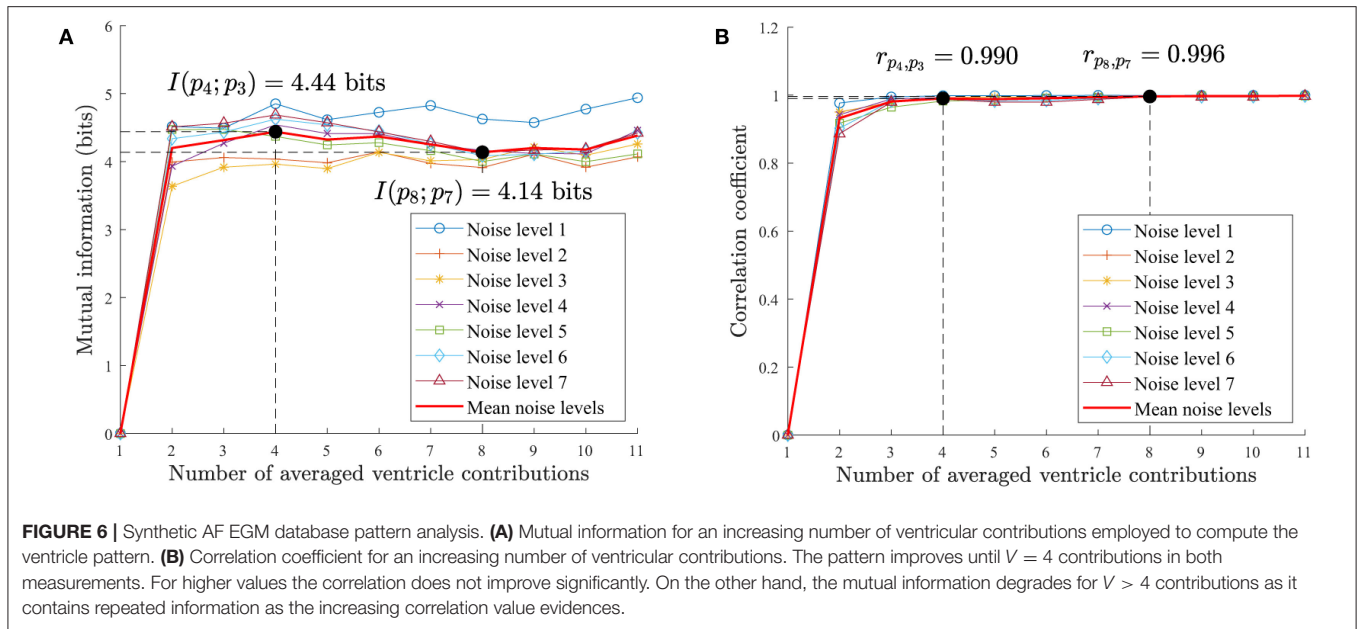 A
I(p₄; p₃) = 4.44 bits
I(p₈; p₇) = 4.14 bits
Mutual information (bits)
6
5
4
3
2
1
0
Noise level 1
Noise level 2
Noise level 3
Noise level 4
Noise level 5
Noise level 6
Noise level 7
Mean noise levels
1 2 3 4 5 6 7 8 9 10 11
Number of averaged ventricle contributions
B
r_{p₄,p₃} = 0.990
r_{p₈,p₇} = 0.996
Correlation coefficient
1.2
1
0.8
0.6
0.4
0.2
0
Noise level 1
Noise level 2
Noise level 3
Noise level 4
Noise level 5
Noise level 6
Noise level 7
Mean noise levels
1 2 3 4 5 6 7 8 9 10 11
Number of averaged ventricle contributions
FIGURE 6 | Synthetic AF EGM database pattern analysis. (A) Mutual information for an increasing number of ventricular contributions employed to compute the
ventricle pattern. (B) Correlation coefficient for an increasing number of ventricular contributions. The pattern improves until V = 4 contributions in both
measurements. For higher values the correlation does not improve significantly. On the other hand, the mutual information degrades for V > 4 contributions as it
contains repeated information as the increasing correlation value evidences.